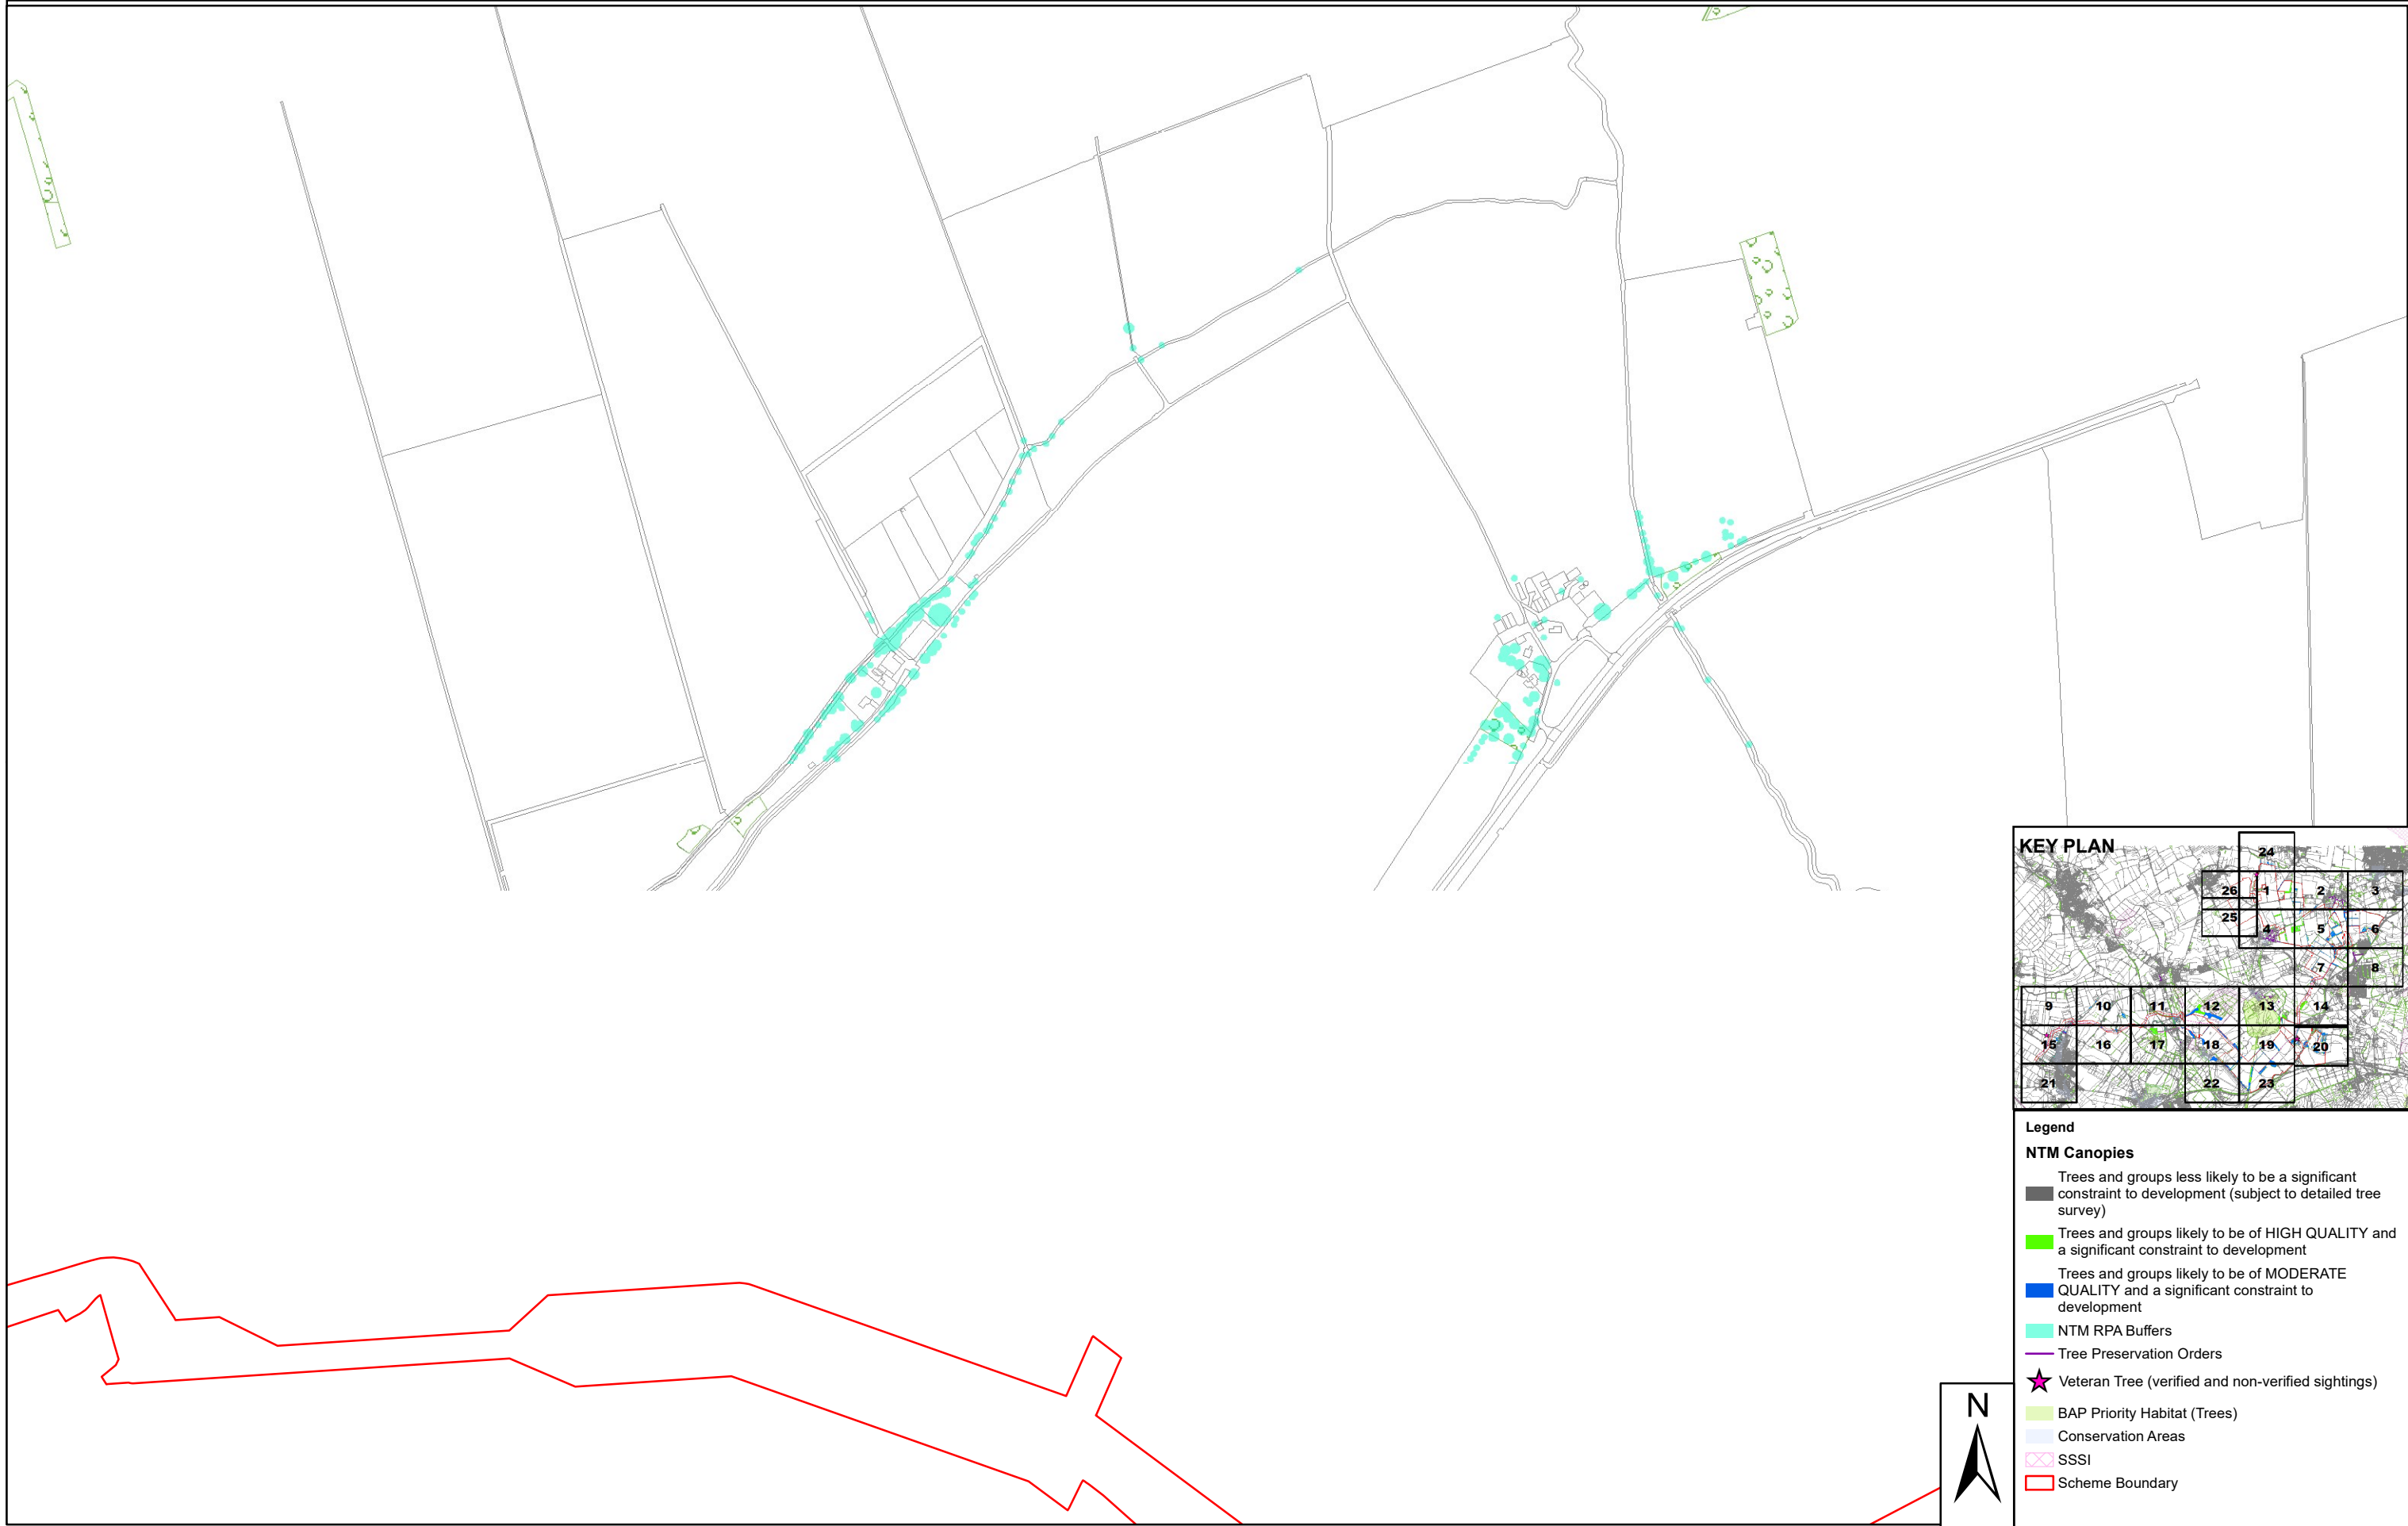 KEY PLAN
24
26 1 2 3
25
4 5 6
7 8
9 10 11 12 13 14
15 16 17 18 19 20
21 22 23
Legend
NTM Canopies
Trees and groups less likely to be a significant
constraint to development (subject to detailed tree
survey)
Trees and groups likely to be of HIGH QUALITY and
a significant constraint to development
Trees and groups likely to be of MODERATE
QUALITY and a significant constraint to
development
NTM RPA Buffers
Tree Preservation Orders
Veteran Tree (verified and non-verified sightings)
BAP Priority Habitat (Trees)
Conservation Areas
SSSI
Scheme Boundary
N